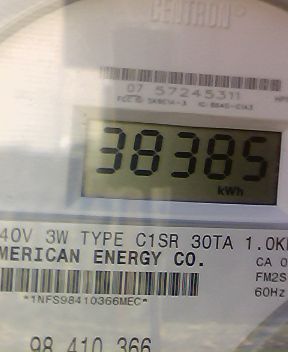 CENTRON®
07 57245311
38385
kWh
40V 3W TYPE C1SR 30TA 1.0K
MERICAN ENERGY CO.
CA 0
FM2S
60Hz
*1NFS98410366MEC*
98 410 366